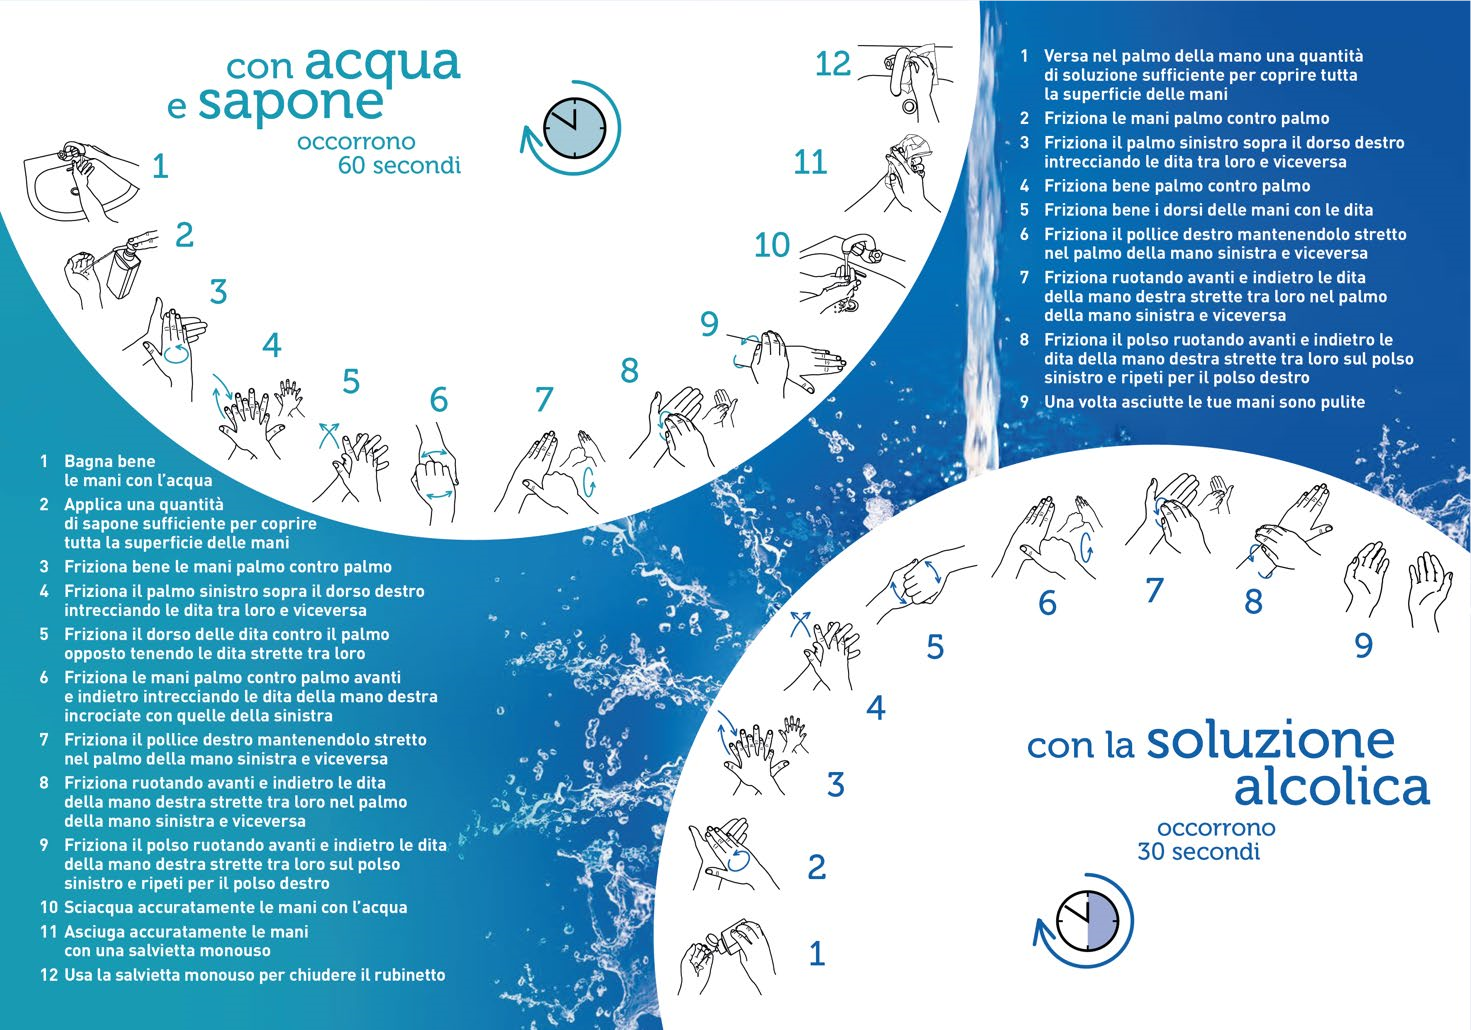 con acqua
e sapone
occorrono
60 secondi
1
2
3
4
5
6
7
8
9
10
11
12
1 Bagna bene
le mani con l'acqua
2 Applica una quantità
di sapone sufficiente per coprire
tutta la superficie delle mani
3 Friziona bene le mani palmo contro palmo
4 Friziona il palmo sinistro sopra il dorso destro
intrecciando le dita tra loro e viceversa
5 Friziona il dorso delle dita contro il palmo
opposto tenendo le dita strette tra loro
6 Friziona le mani palmo contro palmo avanti
e indietro intrecciando le dita della mano destra
incrociate con quelle della sinistra
7 Friziona il pollice destro mantenendolo stretto
nel palmo della mano sinistra e viceversa
8 Friziona ruotando avanti e indietro le dita
della mano destra strette tra loro nel palmo
della mano sinistra e viceversa
9 Friziona il polso ruotando avanti e indietro le dita
della mano destra strette tra loro sul polso
sinistro e ripeti per il polso destro
10 Sciacqua accuratamente le mani con l'acqua
11 Asciuga accuratamente le mani
con una salvietta monouso
12 Usa la salvietta monouso per chiudere il rubinetto
1 Versa nel palmo della mano una quantità
di soluzione sufficiente per coprire tutta
la superficie delle mani
2 Friziona le mani palmo contro palmo
3 Friziona il palmo sinistro sopra il dorso destro
intrecciando le dita tra loro e viceversa
4 Friziona bene palmo contro palmo
5 Friziona bene i dorsi delle mani con le dita
6 Friziona il pollice destro mantenendolo stretto
nel palmo della mano sinistra e viceversa
7 Friziona ruotando avanti e indietro le dita
della mano destra strette tra loro nel palmo
della mano sinistra e viceversa
8 Friziona il polso ruotando avanti e indietro le
dita della mano destra strette tra loro sul polso
sinistro e ripeti per il polso destro
9 Una volta asciutte le tue mani sono pulite
con la soluzione
alcolica
occorrono
30 secondi
1
2
3
4
5
6
7
8
9